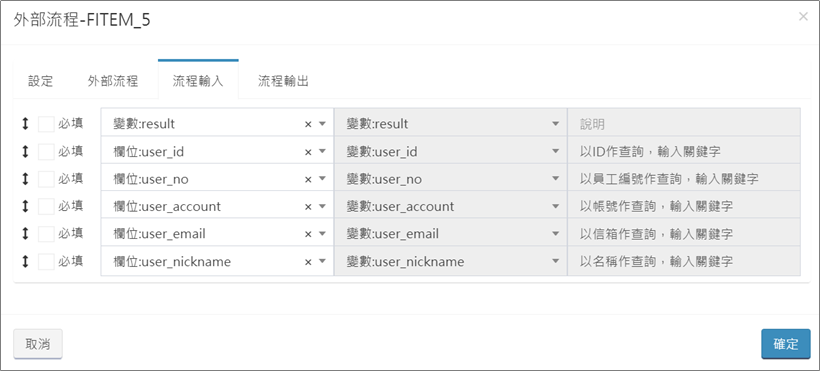 外部流程-FITEM_5
×
設定 外部流程 流程輸入 流程輸出
必填 變數:result × 變數:result 說明
必填 欄位:user_id × 變數:user_id 以ID作查詢，輸入關鍵字
必填 欄位:user_no × 變數:user_no 以員工編號作查詢，輸入關鍵字
必填 欄位:user_account × 變數:user_account 以帳號作查詢，輸入關鍵字
必填 欄位:user_email × 變數:user_email 以信箱作查詢，輸入關鍵字
必填 欄位:user_nickname × 變數:user_nickname 以名稱作查詢，輸入關鍵字
取消 確定